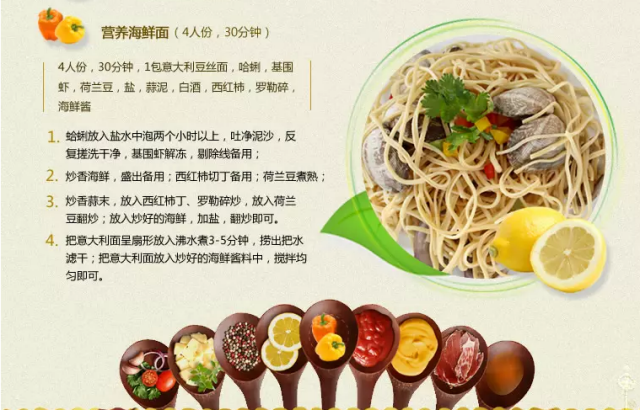 营养海鲜面（4人份，30分钟）
4人份，30分钟，1包意大利豆丝面，哈蜊，基围
虾，荷兰豆，盐，蒜泥，白酒，西红柿，罗勒碎，
海鲜酱
1. 蛤蜊放入盐水中泡两个小时以上，吐净泥沙，反
复搓洗干净，基围虾解冻，剔除线备用；
2. 炒香海鲜，盛出备用；西红柿切丁备用；荷兰豆煮熟；
3. 炒香蒜末，放入西红柿丁、罗勒碎炒，放入荷兰
豆翻炒；放入炒好的海鲜，加盐，翻炒即可。
4. 把意大利面呈扇形放入沸水煮3-5分钟，捞出把水
滤干；把意大利面放入炒好的海鲜酱料中，搅拌均
匀即可。